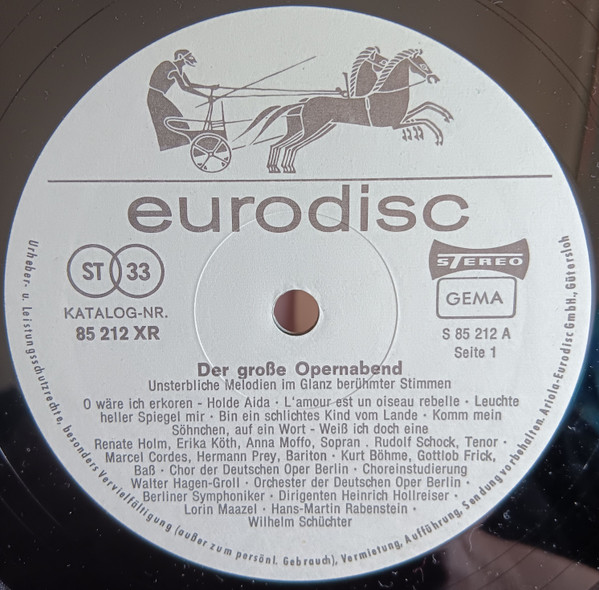 eurodisc
ST 33
KATALOG-NR.
85 212 XR
STEREO
GEMA
S 85 212 A
Seite 1
Der große Opernabend
Unsterbliche Melodien im Glanz berühmter Stimmen
O wäre ich erkoren - Holde Aida · L'amour est un oiseau rebelle · Leuchte
heller Spiegel mir · Bin ein schlichtes Kind vom Lande · Komm mein
Söhnchen, auf ein Wort - Weiß ich doch eine
Renate Holm, Erika Köth, Anna Moffo, Sopran . Rudolf Schock, Tenor ·
Marcel Cordes, Hermann Prey, Bariton · Kurt Böhme, Gottlob Frick,
Baß · Chor der Deutschen Oper Berlin · Choreinstudierung
Walter Hagen-Groll · Orchester der Deutschen Oper Berlin ·
Berliner Symphoniker · Dirigenten Heinrich Hollreiser ·
Lorin Maazel · Hans-Martin Rabenstein ·
Wilhelm Schüchter
Urheber- u. Leistungsschutzrechte, besonders Vervielfältigung (außer zum persönl. Gebrauch), Vermietung, Aufführung, Sendung vorbehalten. Ariola-Eurodisc GmbH., Gütersloh